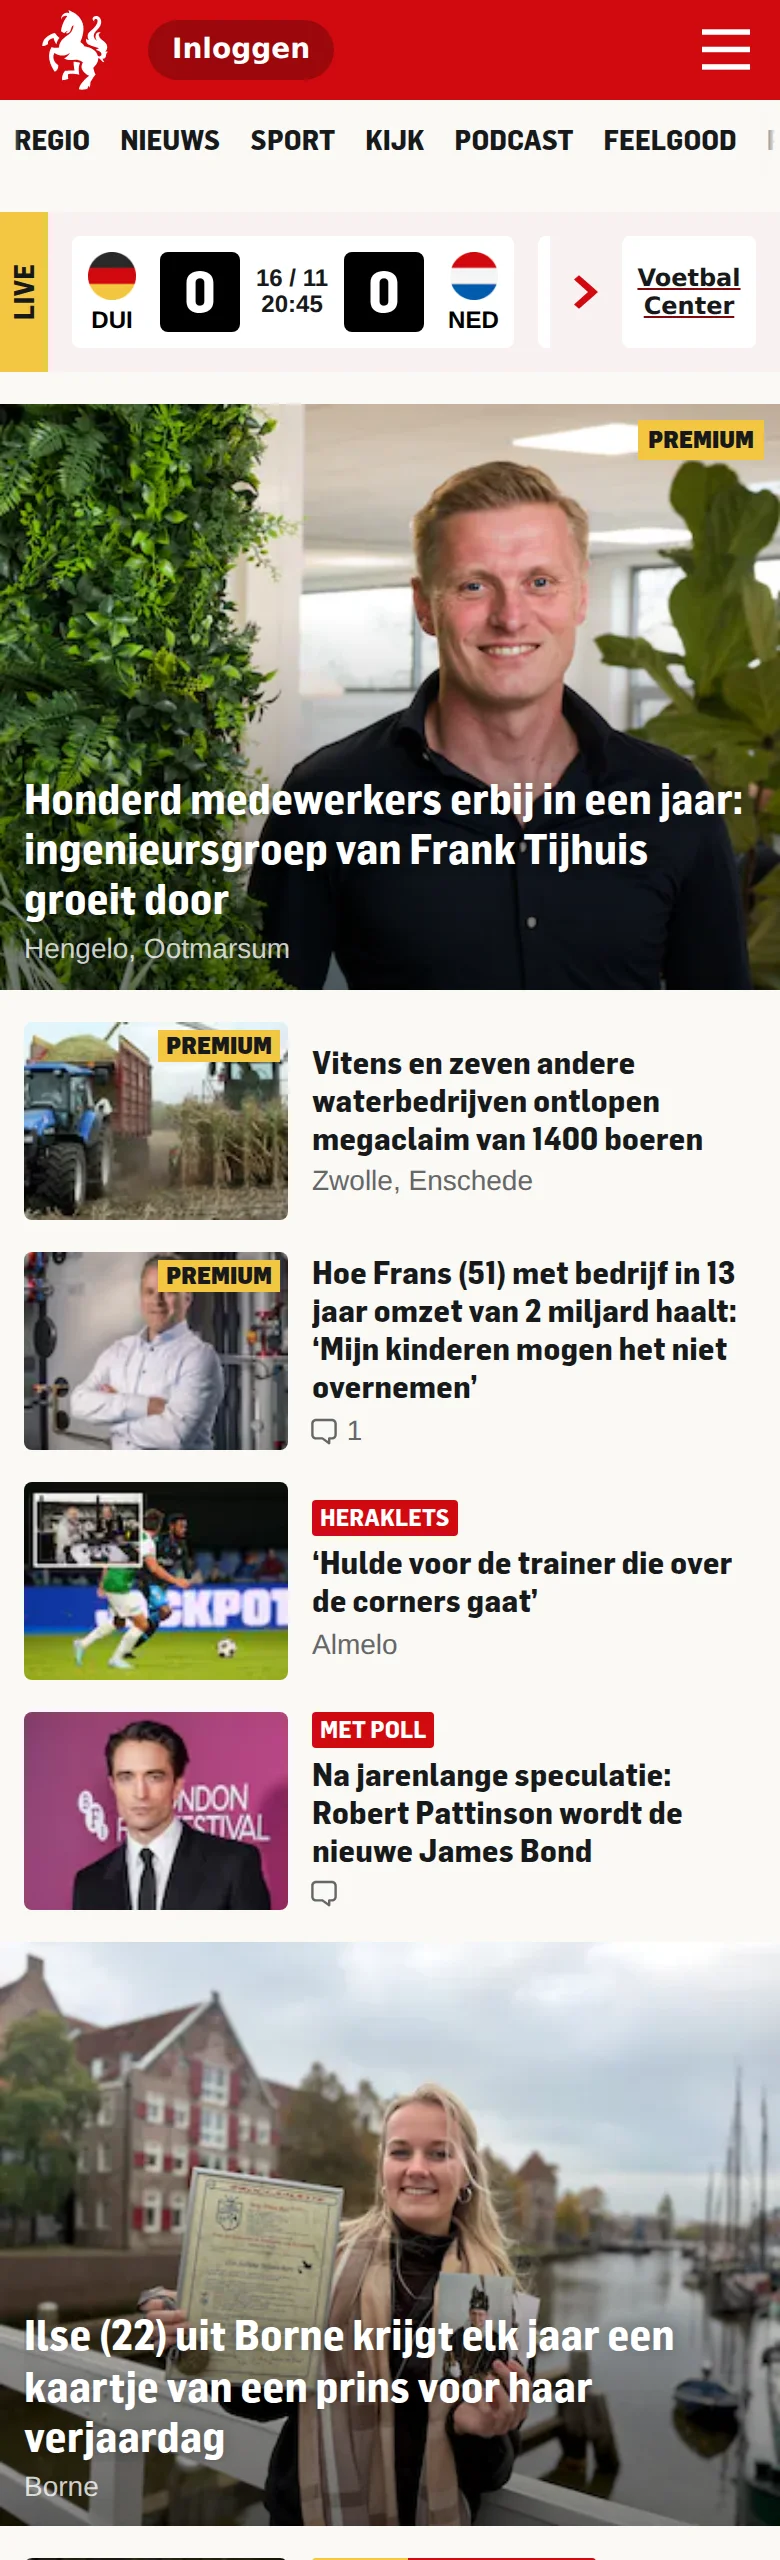 Inloggen
REGIO NIEUWS SPORT KIJK PODCAST FEELGOOD
LIVE
DUI
0
16 / 11
20:45
0
NED
Voetbal
Center
PREMIUM
Honderd medewerkers erbij in een jaar:
ingenieursgroep van Frank Tijhuis
groeit door
Hengelo, Ootmarsum
PREMIUM
Vitens en zeven andere
waterbedrijven ontlopen
megaclaim van 1400 boeren
Zwolle, Enschede
PREMIUM
Hoe Frans (51) met bedrijf in 13
jaar omzet van 2 miljard haalt:
‘Mijn kinderen mogen het niet
overnemen’
1
HERAKLETS
‘Hulde voor de trainer die over
de corners gaat’
Almelo
MET POLL
Na jarenlange speculatie:
Robert Pattinson wordt de
nieuwe James Bond
Ilse (22) uit Borne krijgt elk jaar een
kaartje van een prins voor haar
verjaardag
Borne